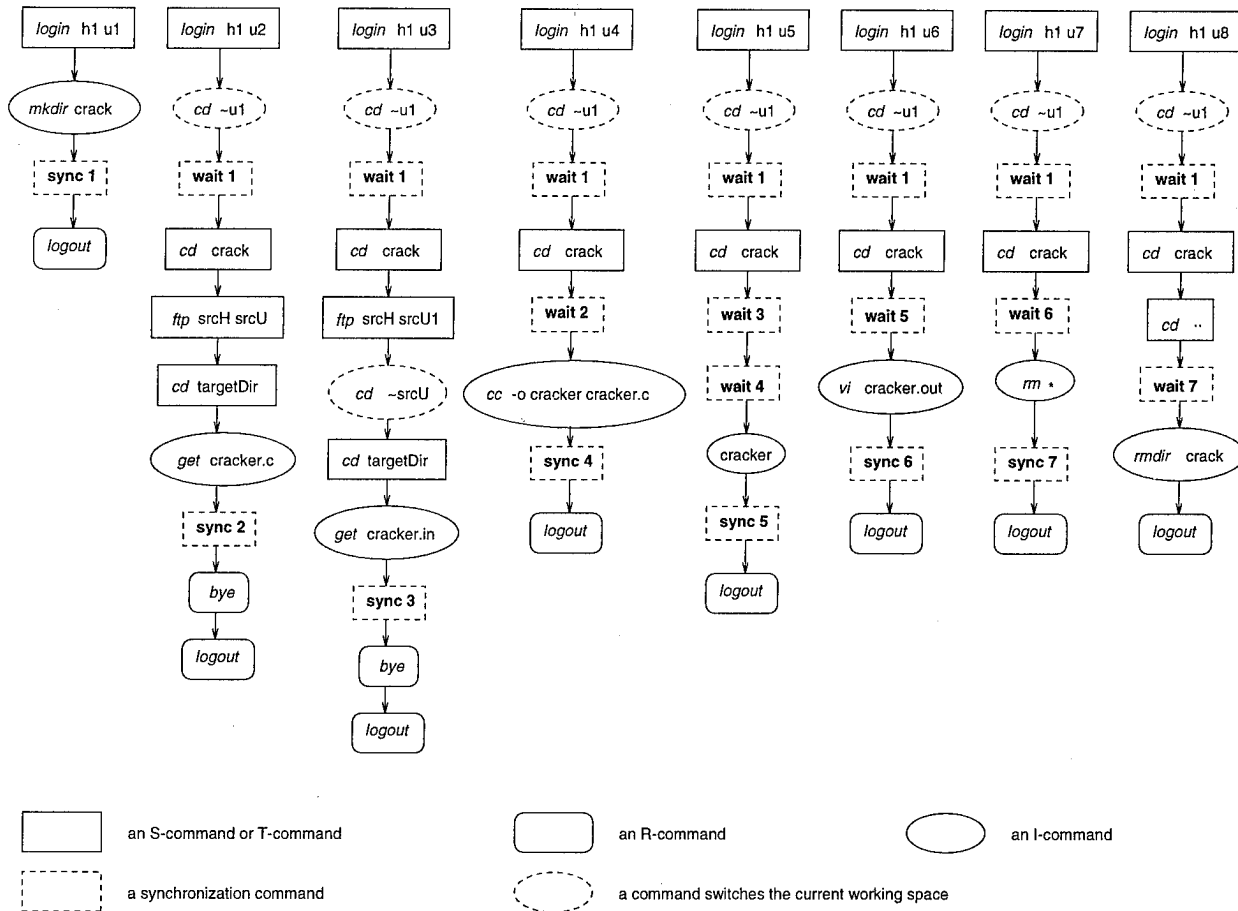 login h1 u1
mkdir crack
sync 1
logout
login h1 u2
cd ~u1
wait 1
cd crack
ftp srcH srcU
cd targetDir
get cracker.c
sync 2
bye
logout
login h1 u3
cd ~u1
wait 1
cd crack
ftp srcH srcU1
cd ~srcU
cd targetDir
get cracker.in
sync 3
bye
logout
login h1 u4
cd ~u1
wait 1
cd crack
wait 2
cc -o cracker cracker.c
sync 4
logout
login h1 u5
cd ~u1
wait 1
cd crack
wait 3
wait 4
cracker
sync 5
logout
login h1 u6
cd ~u1
wait 1
cd crack
wait 5
vi cracker.out
sync 6
logout
login h1 u7
cd ~u1
wait 1
cd crack
wait 6
rm *
sync 7
logout
login h1 u8
cd ~u1
wait 1
cd crack
cd ..
wait 7
rmdir crack
logout
an S-command or T-command
an R-command
an I-command
a synchronization command
a command switches the current working space